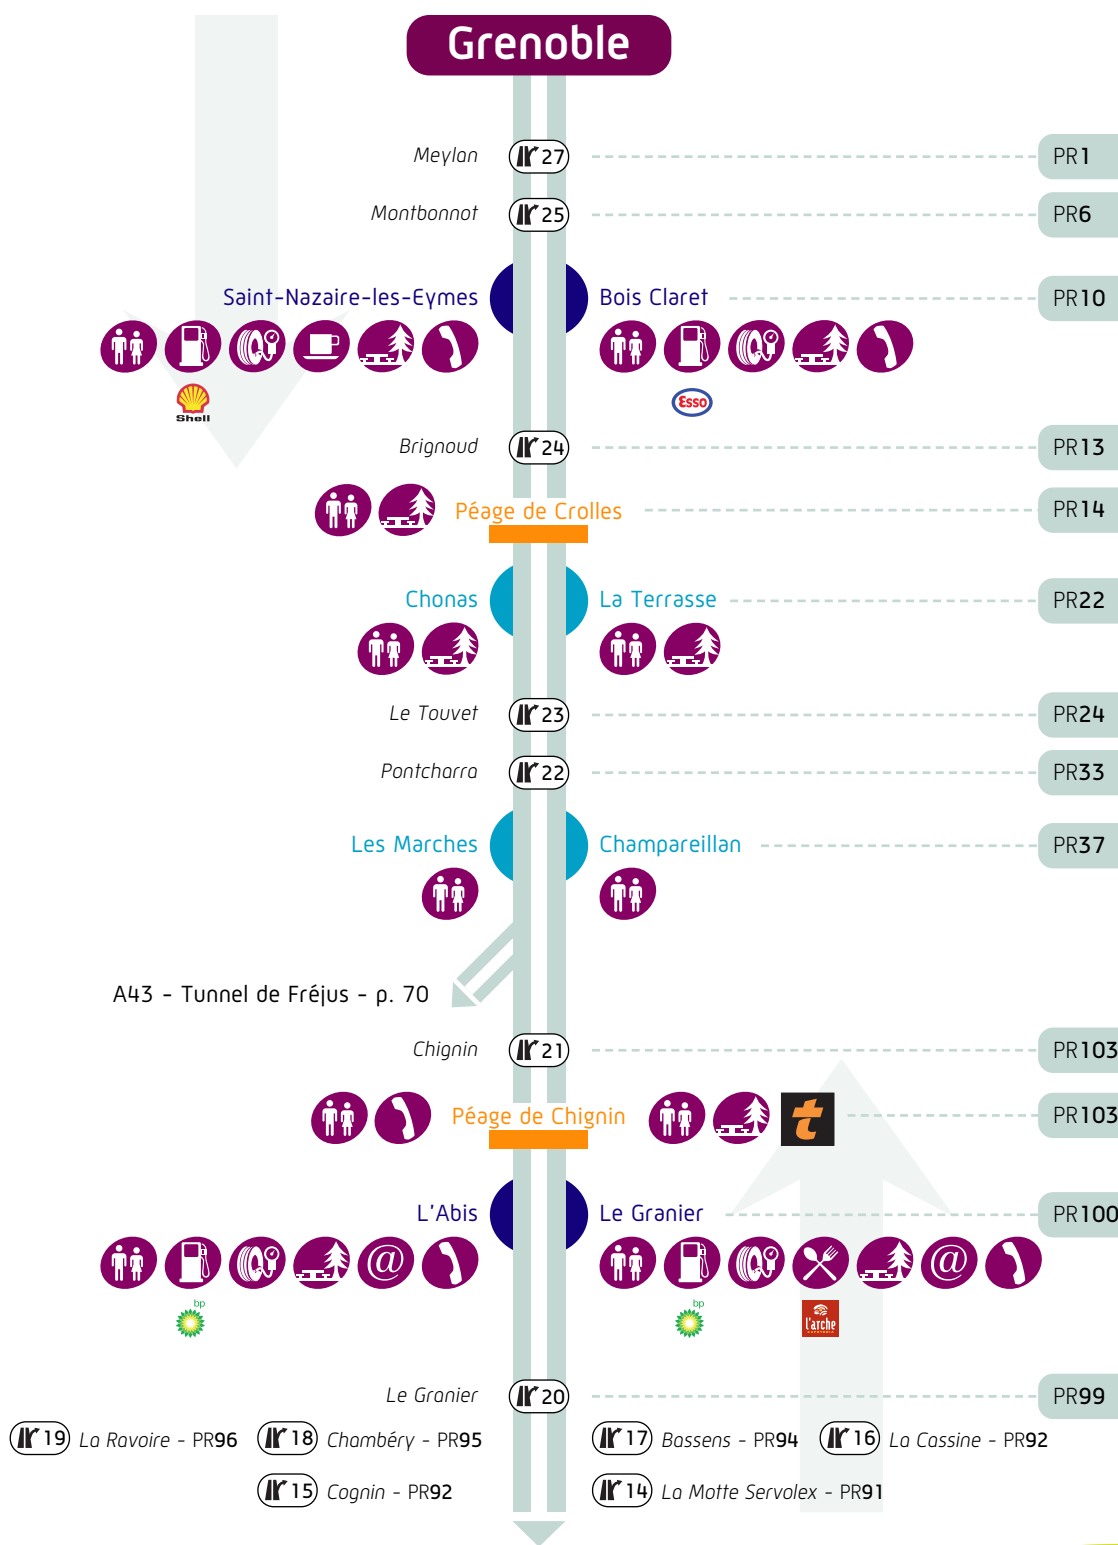 Grenoble
Meylan 27 PR1
Montbonnot 25 PR6
Saint-Nazaire-les-Eymes Bois Claret PR10
Shell Esso
Brignoud 24 PR13
Péage de Crolles PR14
Chonas La Terrasse PR22
Le Touvet 23 PR24
Pontcharra 22 PR33
Les Marches Champareillan PR37
A43 - Tunnel de Fréjus - p. 70
Chignin 21 PR103
Péage de Chignin t PR103
L'Abis Le Granier PR100
@ @
bp bp l'arche CAFETERIA
Le Granier 20 PR99
19 La Ravoire - PR96 18 Chambéry - PR95 17 Bassens - PR94 16 La Cassine - PR92
15 Cognin - PR92 14 La Motte Servolex - PR91